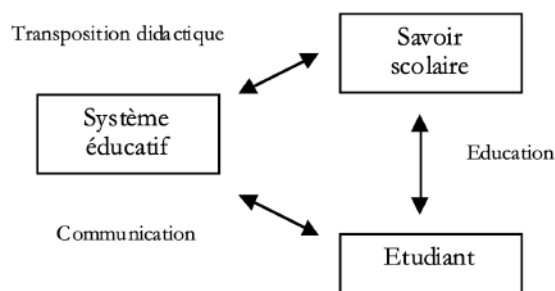 Transposition didactique
Savoir
scolaire
Système
éducatif
Education
Communication
Etudiant